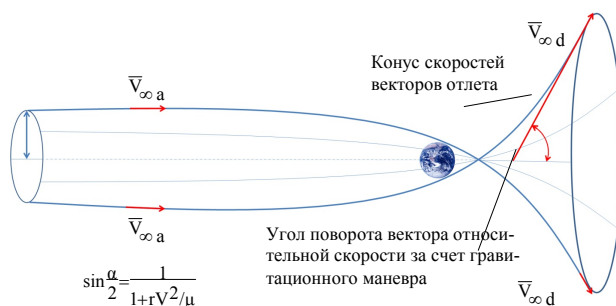 V̅∞ d
Конус скоростей
векторов отлета
V̅∞ a
V̅∞ a
Угол поворота вектора относи-
тельной скорости за счет грави-
тационного маневра
sin α/2 = 1/(1+rV²/μ)
V̅∞ d